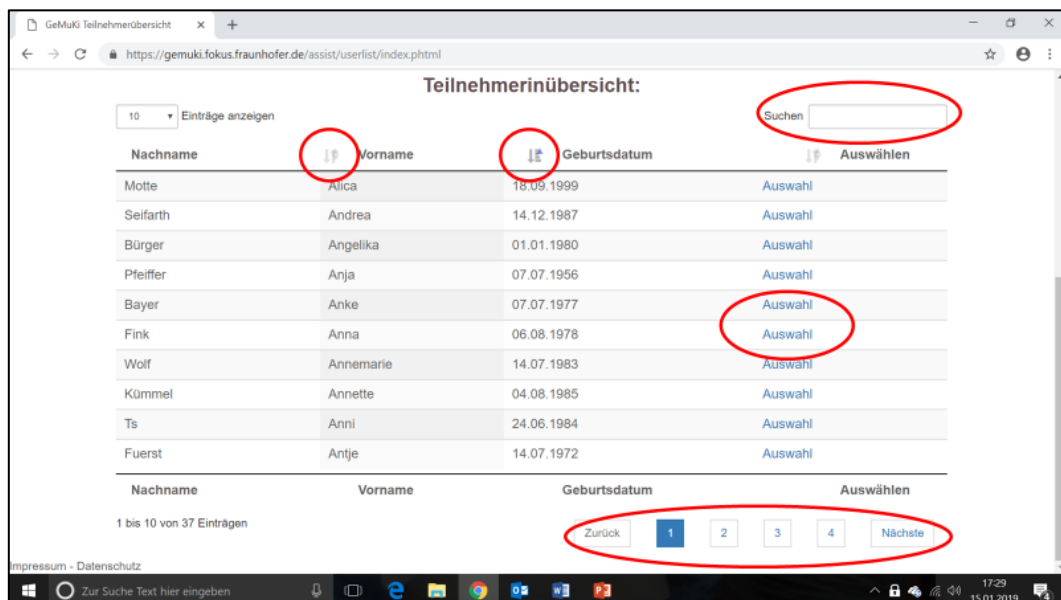 GeMuKi Teilnehmerübersicht
https://gemuki.fokus.fraunhofer.de/assist/userlist/index.phtml
Teilnehmerinübersicht:
10 Einträge anzeigen Suchen
Nachname Vorname Geburtsdatum Auswählen
Motte Alica 18.09.1999 Auswahl
Seifarth Andrea 14.12.1987 Auswahl
Bürger Angelika 01.01.1980 Auswahl
Pfeiffer Anja 07.07.1956 Auswahl
Bayer Anke 07.07.1977 Auswahl
Fink Anna 06.08.1978 Auswahl
Wolf Annemarie 14.07.1983 Auswahl
Kümmel Annette 04.08.1985 Auswahl
Ts Anni 24.06.1984 Auswahl
Fuerst Antje 14.07.1972 Auswahl
Nachname Vorname Geburtsdatum Auswählen
1 bis 10 von 37 Einträgen Zurück 1 2 3 4 Nächste
Impressum - Datenschutz
Zur Suche Text hier eingeben 17:29
15.01.2019